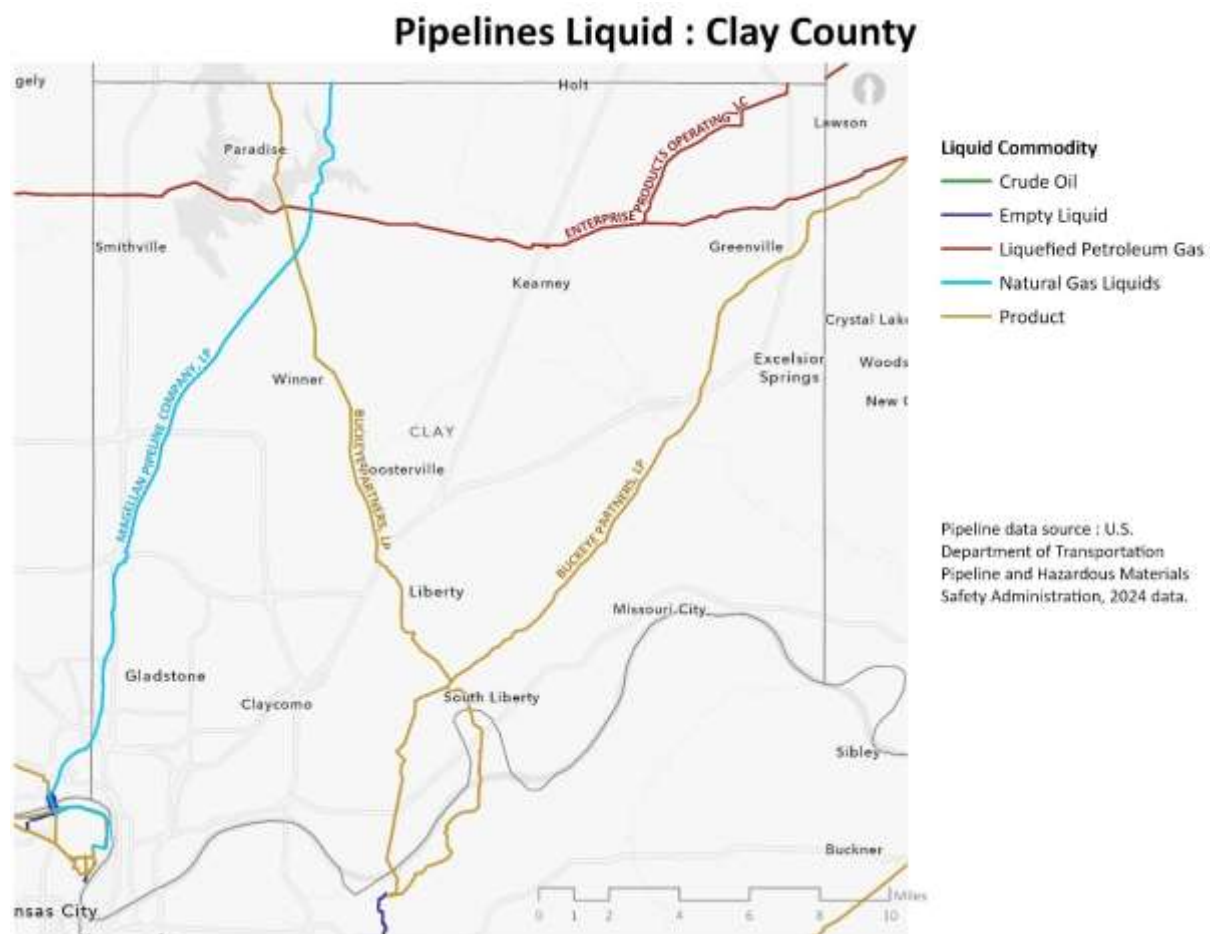 Pipelines Liquid : Clay County
gely
Holt
Lawson
Paradise
ENTERPRISE PRODUCTS OPERATING LC
Smithville
Greenville
Kearney
Crystal Lake
Excelsior
Springs
Woods
New
Winner
MAGELLAN PIPELINE COMPANY, LP
BUCKEYE PARTNERS, LP
CLAY
oosterville
BUCKEYE PARTNERS, LP
Liberty
Missouri City
Gladstone
Claycomo
South Liberty
Sibley
Buckner
nsas City
Miles
0 1 2 4 6 8 10
Liquid Commodity
Crude Oil
Empty Liquid
Liquefied Petroleum Gas
Natural Gas Liquids
Product
Pipeline data source : U.S.
Department of Transportation
Pipeline and Hazardous Materials
Safety Administration, 2024 data.